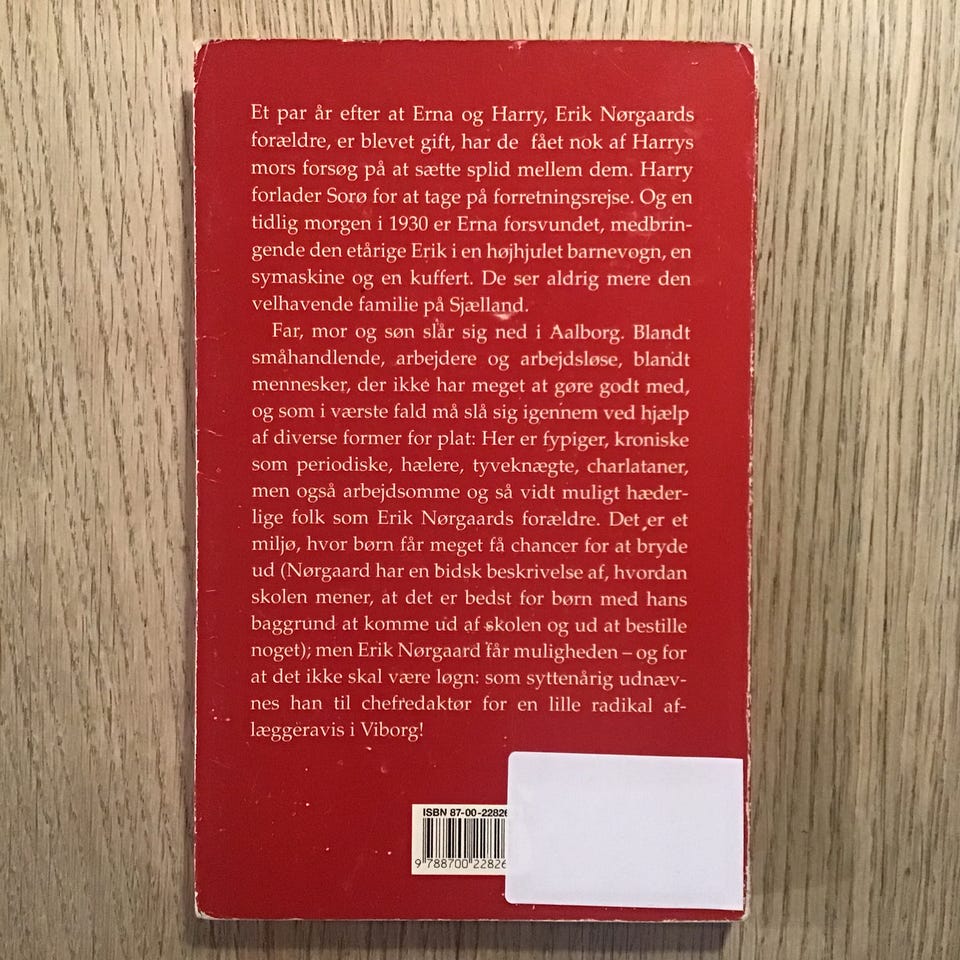 Et par år efter at Erna og Harry, Erik Nørgaards
forældre, er blevet gift, har de fået nok af Harrys
mors forsøg på at sætte splid mellem dem. Harry
forlader Sorø for at tage på forretningsrejse. Og en
tidlig morgen i 1930 er Erna forsvundet, medbrin-
gende den etårige Erik i en højhjulet barnevogn, en
symaskine og en kuffert. De ser aldrig mere den
velhavende familie på Sjælland.
Far, mor og søn slår sig ned i Aalborg. Blandt
småhandlende, arbejdere og arbejdsløse, blandt
mennesker, der ikke har meget at gøre godt med,
og som i værste fald må slå sig igennem ved hjælp
af diverse former for plat: Her er fypiger, kroniske
som periodiske, hælere, tyveknægte, charlataner,
men også arbejdsomme og så vidt muligt hæder-
lige folk som Erik Nørgaards forældre. Det er et
miljø, hvor børn får meget få chancer for at bryde
ud (Nørgaard har en bidsk beskrivelse af, hvordan
skolen mener, at det er bedst for børn med hans
baggrund at komme ud af skolen og ud at bestille
noget); men Erik Nørgaard får muligheden – og for
at det ikke skal være løgn: som syttenårig udnæv-
nes han til chefredaktør for en lille radikal af-
læggeravis i Viborg!
ISBN 87-00-22826
9 788700 22826